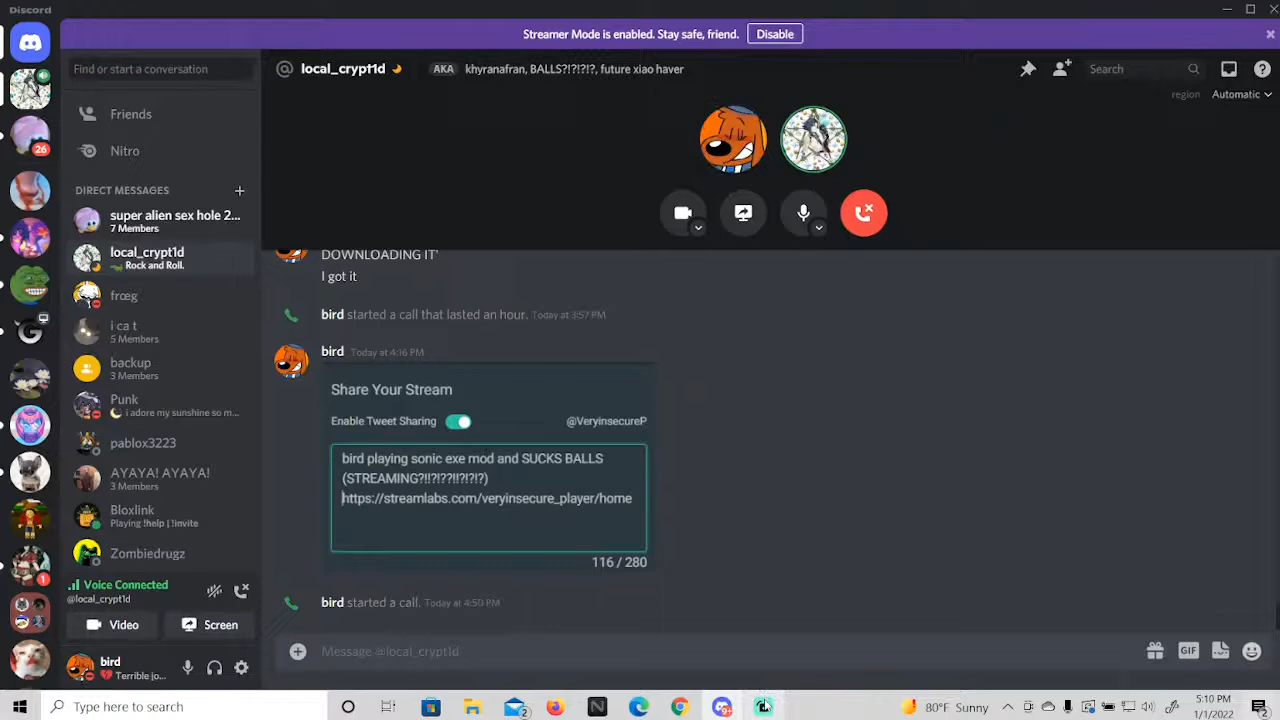 Discord
Streamer Mode is enabled. Stay safe, friend. Disable
Find or start a conversation
Friends
Nitro
DIRECT MESSAGES
super alien sex hole 2...
7 Members
local_crypt1d
Rock and Roll.
frœg
i ca t
5 Members
backup
3 Members
Punk
i adore my sunshine so m...
pablox3223
AYAYA! AYAYA!
3 Members
Bloxlink
Playing !help | !invite
Zombiedrugz
Voice Connected
@local_crypt1d
Video
Screen
bird
Terrible jo...
26
1
local_crypt1d
AKA
khyranafran, BALLS?!?!?!?, future xiao haver
Search
region Automatic
DOWNLOADING IT'
I got it
bird started a call that lasted an hour. Today at 3:57 PM
bird Today at 4:16 PM
Share Your Stream
Enable Tweet Sharing @VeryinsecureP
bird playing sonic exe mod and SUCKS BALLS
(STREAMING?!!?!??!!?!?!?)
https://streamlabs.com/veryinsecure_player/home
116 / 280
bird started a call. Today at 4:50 PM
Message @local_crypt1d
GIF
Type here to search
2
9+
80°F Sunny
5:10 PM
1/1/2022
2